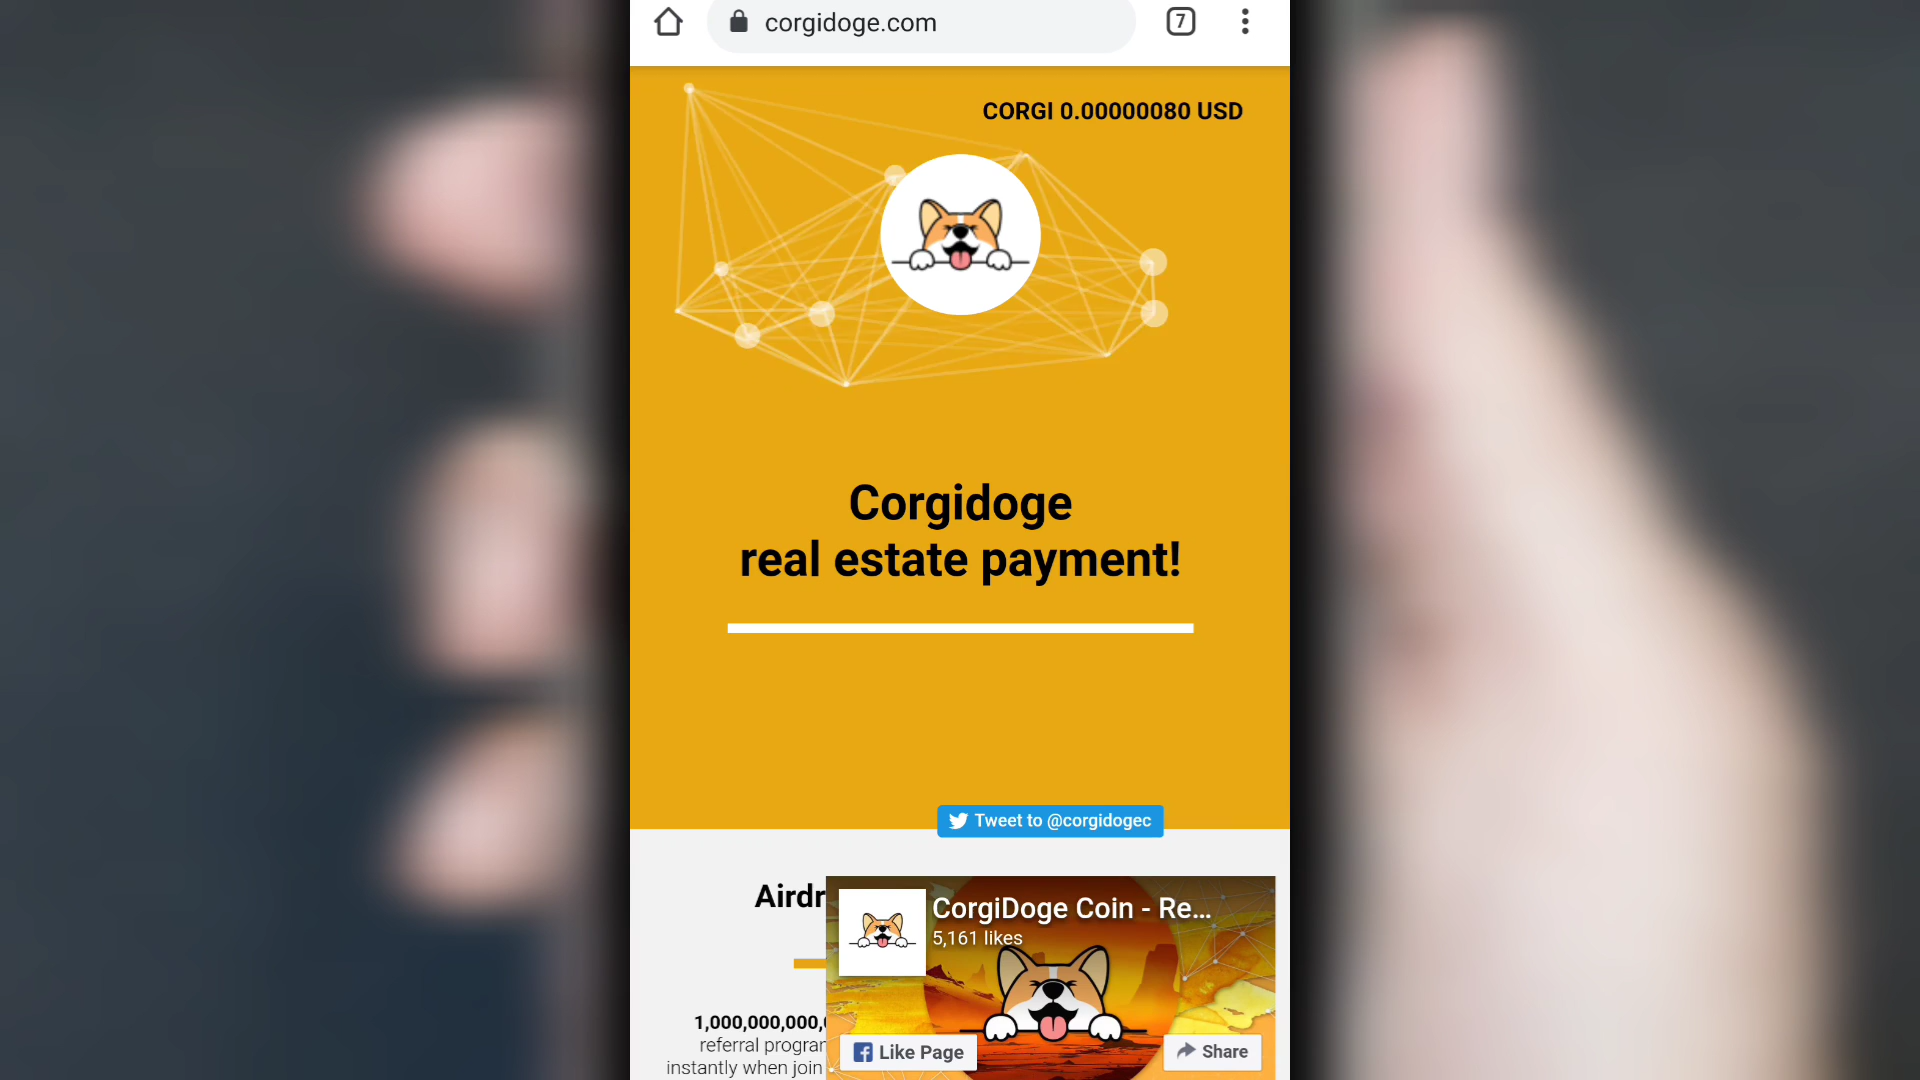 corgidoge.com
7
CORGI 0.00000080 USD
Corgidoge
real estate payment!
Tweet to @corgidogec
Airdr
CorgiDoge Coin - Re...
5,161 likes
1,000,000,000,
referral program
instantly when join
Like Page
Share